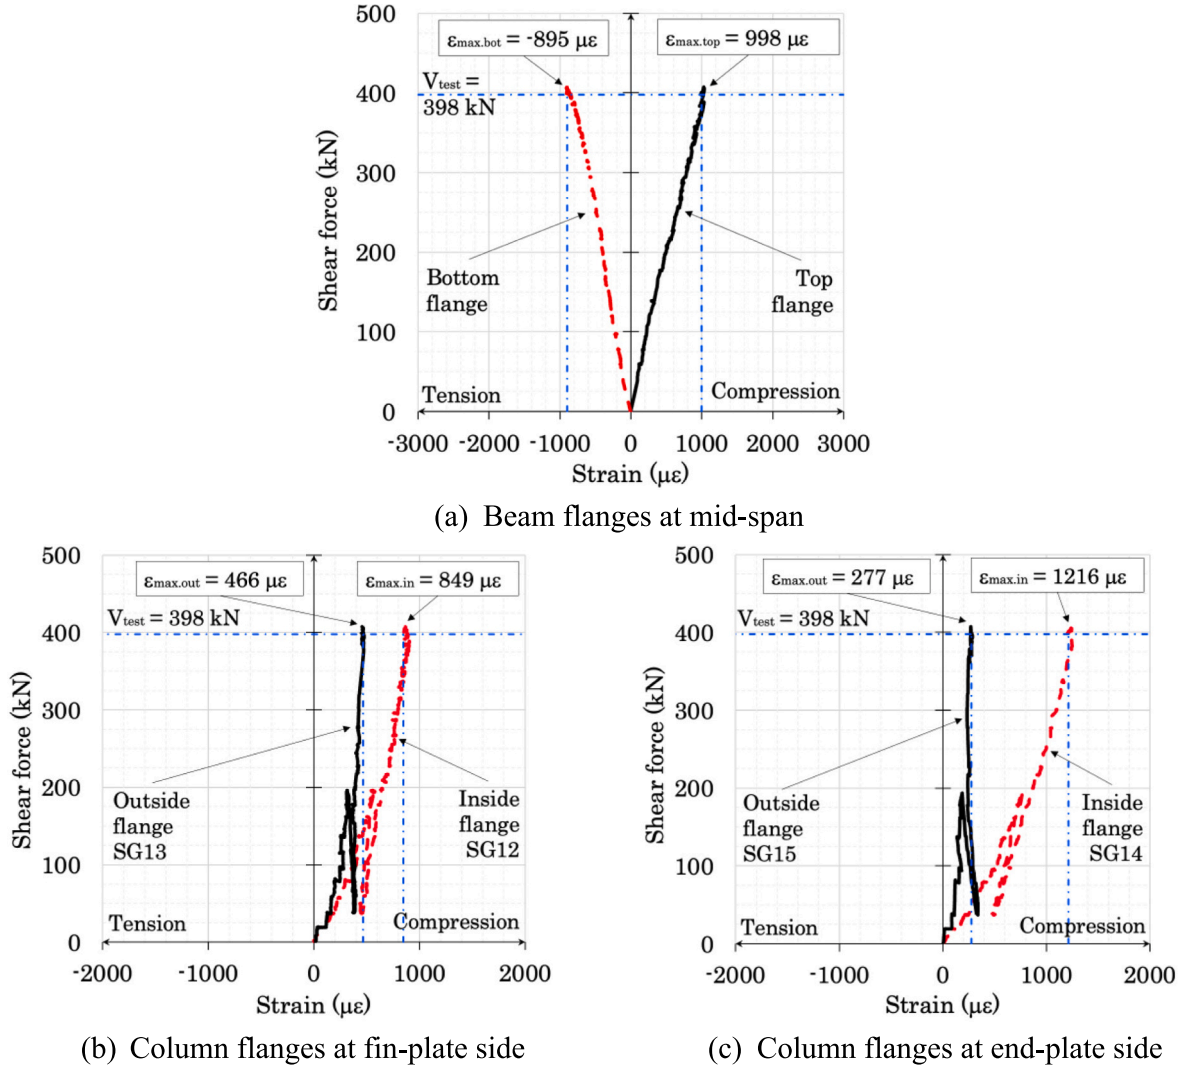 500
400
300
200
100
0
Shear force (kN)
εmax.bot = -895 με
εmax.top = 998 με
Vtest =
398 kN
Bottom
flange
Top
flange
Tension
Compression
-3000 -2000 -1000 0 1000 2000 3000
Strain (με)
(a) Beam flanges at mid-span
500
400
300
200
100
0
Shear force (kN)
εmax.out = 466 με
εmax.in = 849 με
Vtest = 398 kN
Outside
flange
SG13
Inside
flange
SG12
Tension
Compression
-2000 -1000 0 1000 2000
Strain (με)
(b) Column flanges at fin-plate side
500
400
300
200
100
0
Shear force (kN)
εmax.out = 277 με
εmax.in = 1216 με
Vtest = 398 kN
Outside
flange
SG15
Inside
flange
SG14
Tension
Compression
-2000 -1000 0 1000 2000
Strain (με)
(c) Column flanges at end-plate side